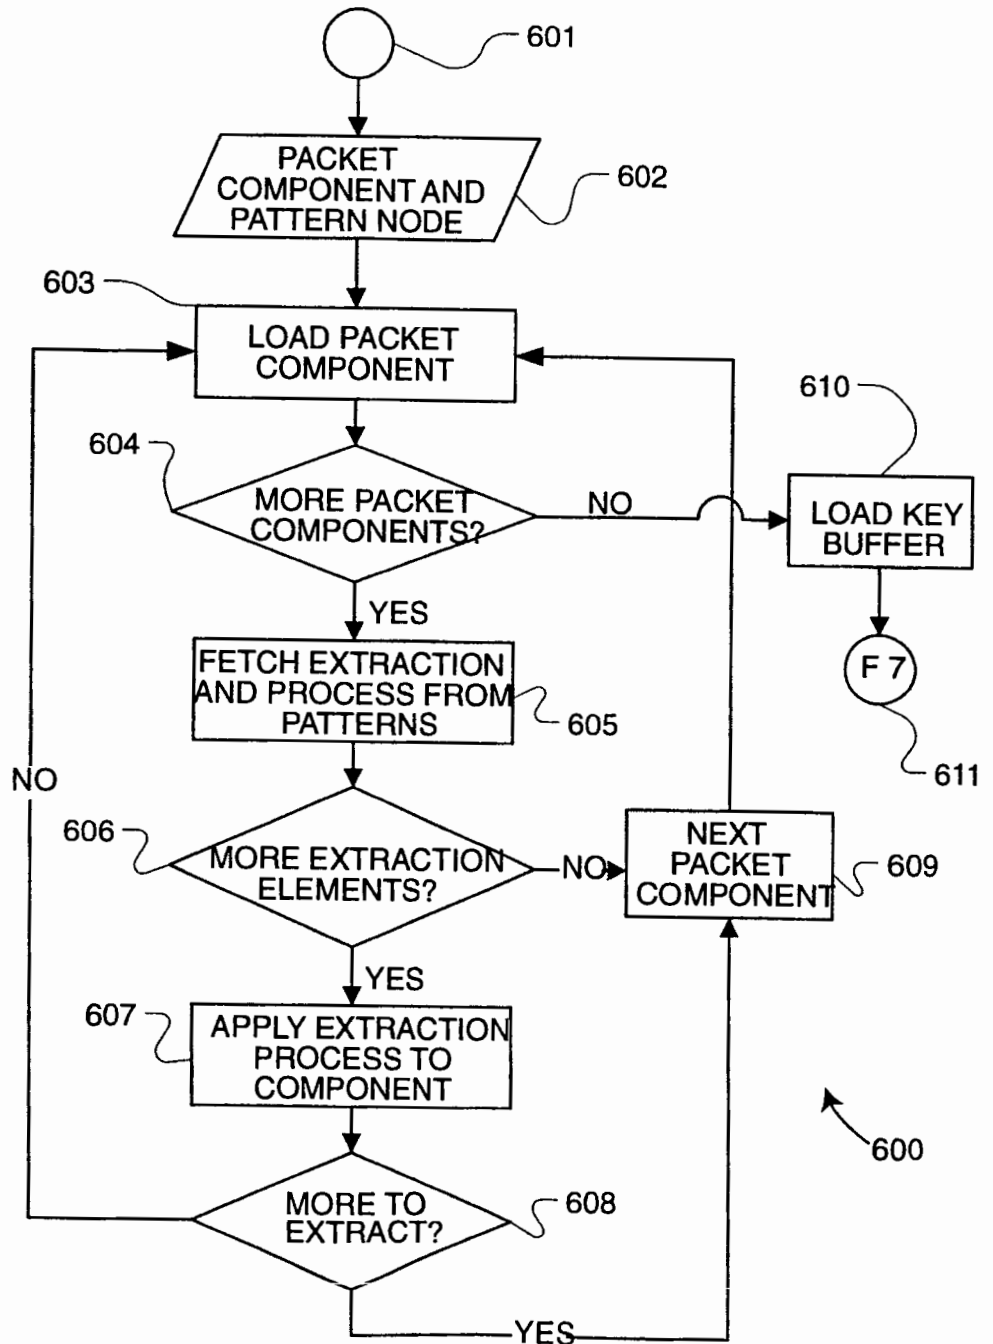 601
PACKET
COMPONENT AND
PATTERN NODE
602
603
LOAD PACKET
COMPONENT
610
604
MORE PACKET
COMPONENTS?
NO
LOAD KEY
BUFFER
YES
FETCH EXTRACTION
AND PROCESS FROM
PATTERNS
605
F 7
611
NO
606
MORE EXTRACTION
ELEMENTS?
NO
NEXT
PACKET
COMPONENT
609
YES
607
APPLY EXTRACTION
PROCESS TO
COMPONENT
600
MORE TO
EXTRACT?
608
YES